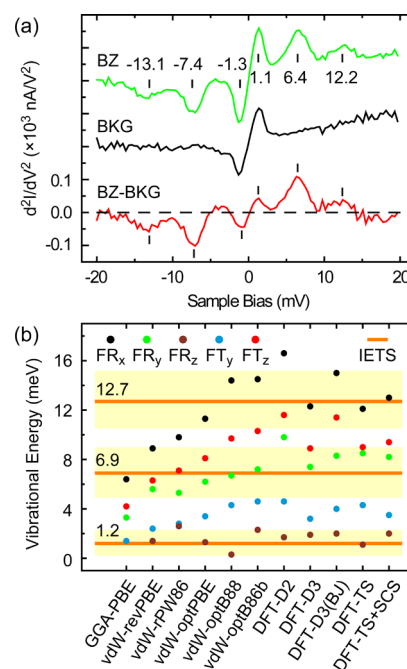 (a)
BZ
-13.1
-7.4
-1.3
1.1
6.4
12.2
BKG
BZ-BKG
0.1
0.0
-0.1
d²I/dV² (×10³ nA/V²)
-20
-10
0
10
20
Sample Bias (mV)
(b)
FRx
FRy
FRz
FTy
FTz
IETS
16
12
8
4
0
Vibrational Energy (meV)
12.7
6.9
1.2
GGA-PBE
vdW-revPBE
vdW-rPW86
vdW-optPBE
vdW-optB88
vdW-optB86b
DFT-D2
DFT-D3
DFT-D3(BJ)
DFT-TS
DFT-TS+SCS